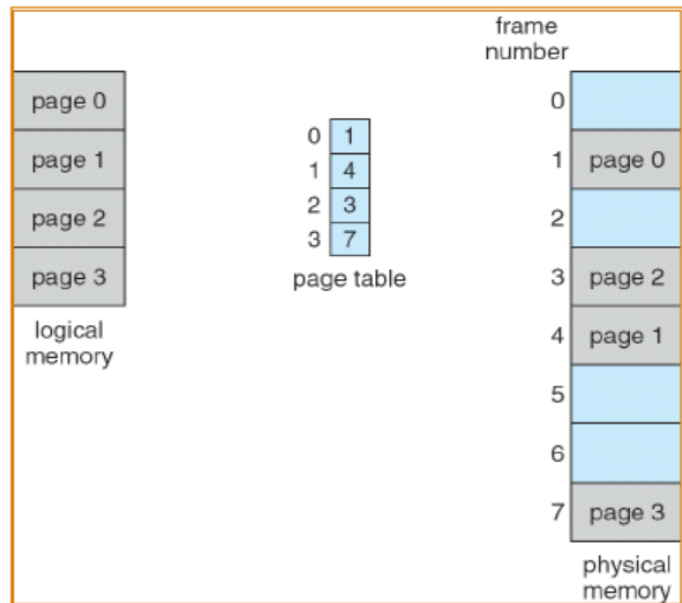 frame
number
page 0
page 1
page 2
page 3
logical
memory
0 1
1 4
2 3
3 7
page table
0
1 page 0
2
3 page 2
4 page 1
5
6
7 page 3
physical
memory